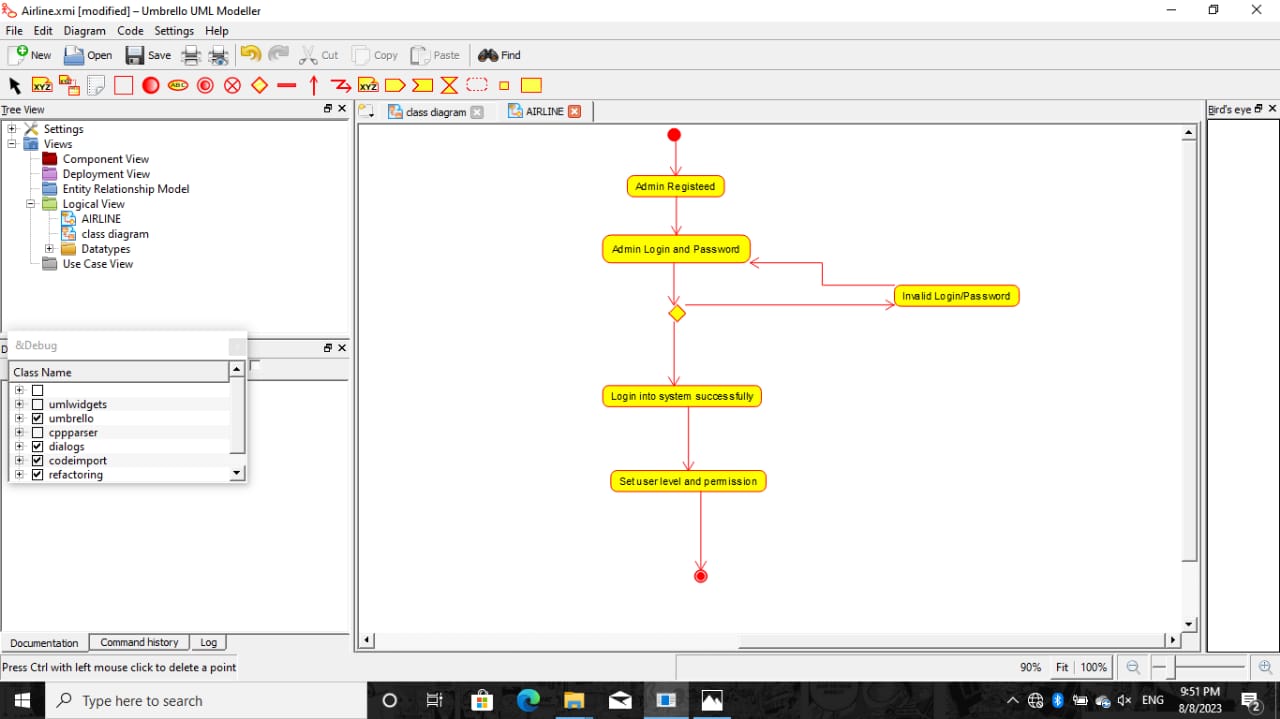 Airline.xmi [modified] – Umbrello UML Modeller
File Edit Diagram Code Settings Help
New Open Save Cut Copy Paste Find
XYZ ABC XYZ
Tree View
class diagram AIRLINE
Bird's eye
Settings
Views
Component View
Deployment View
Entity Relationship Model
Logical View
AIRLINE
class diagram
Datatypes
Use Case View
&Debug
D
Class Name
umlwidgets
umbrello
cppparser
dialogs
codeimport
refactoring
Admin Registeed
Admin Login and Password
Invalid Login/Password
Login into system successfully
Set user level and permission
Documentation Command history Log
Press Ctrl with left mouse click to delete a point
90% Fit 100%
Type here to search
ENG
9:51 PM
8/8/2023
2